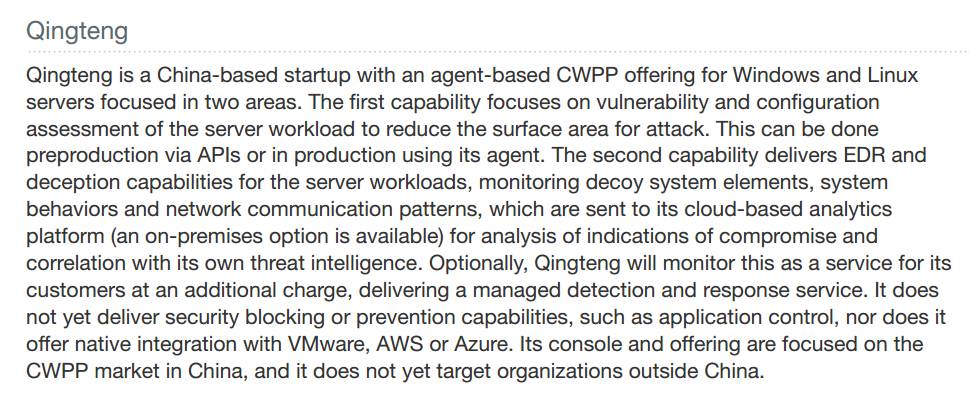 Qingteng
Qingteng is a China-based startup with an agent-based CWPP offering for Windows and Linux
servers focused in two areas. The first capability focuses on vulnerability and configuration
assessment of the server workload to reduce the surface area for attack. This can be done
preproduction via APIs or in production using its agent. The second capability delivers EDR and
deception capabilities for the server workloads, monitoring decoy system elements, system
behaviors and network communication patterns, which are sent to its cloud-based analytics
platform (an on-premises option is available) for analysis of indications of compromise and
correlation with its own threat intelligence. Optionally, Qingteng will monitor this as a service for its
customers at an additional charge, delivering a managed detection and response service. It does
not yet deliver security blocking or prevention capabilities, such as application control, nor does it
offer native integration with VMware, AWS or Azure. Its console and offering are focused on the
CWPP market in China, and it does not yet target organizations outside China.